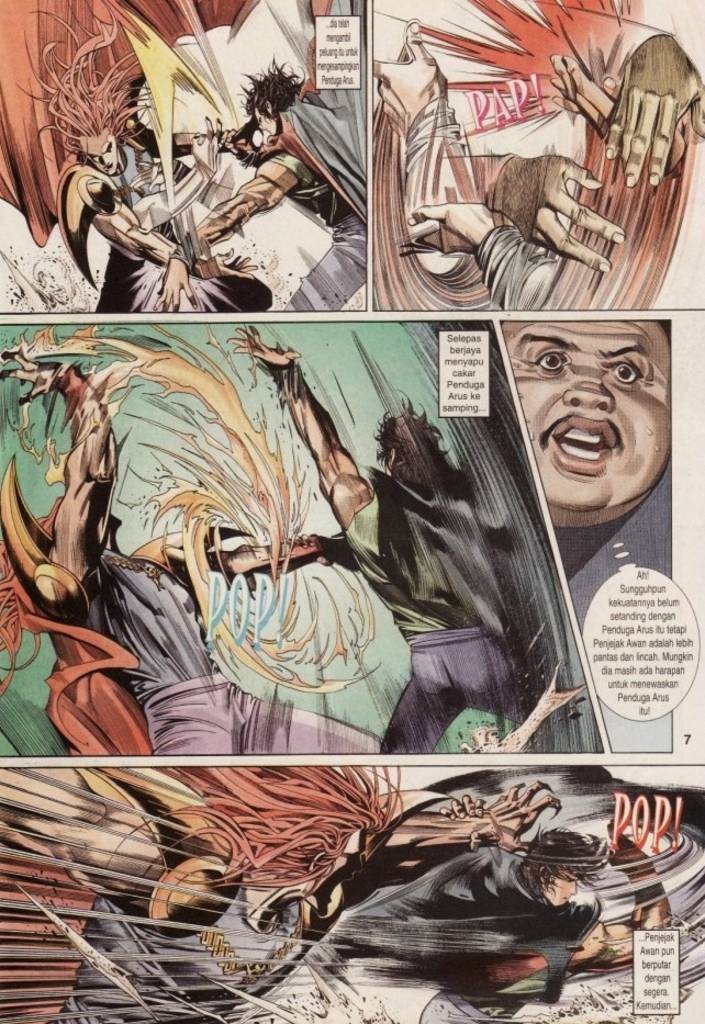 ...dia telah
mengambil
peluang itu untuk
mengesampingkan
Penduga Arus.
PAP!
Selepas
berjaya
menyapu
cakar
Penduga
Arus ke
samping...
POP!
Ah!
Sungguhpun
kekuatannya belum
setanding dengan
Penduga Arus itu tetapi
Penjejak Awan adalah lebih
pantas dan lincah. Mungkin
dia masih ada harapan
untuk menewaskan
Penduga Arus
itu!
7
POP!
...Penjejak
Awan pun
berputar
dengan
segera.
Kemudian...